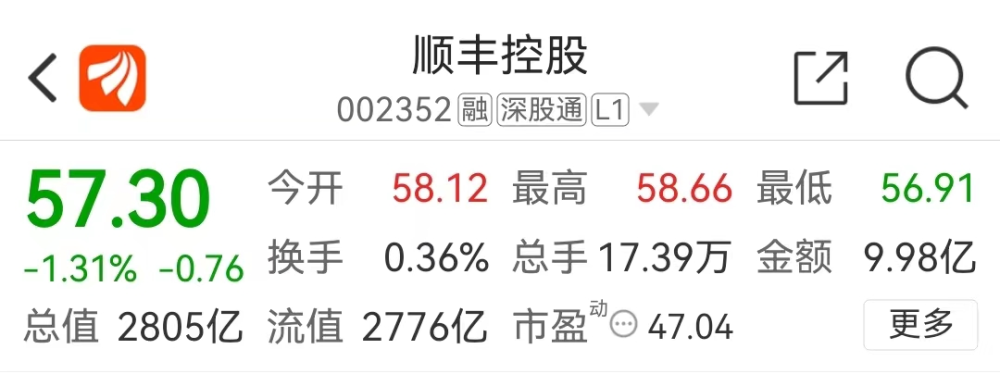 顺丰控股
002352 融 深股通 L1
57.30 今开 58.12 最高 58.66 最低 56.91
-1.31% -0.76 换手 0.36% 总手 17.39万 金额 9.98亿
总值 2805亿 流值 2776亿 市盈动 47.04 更多